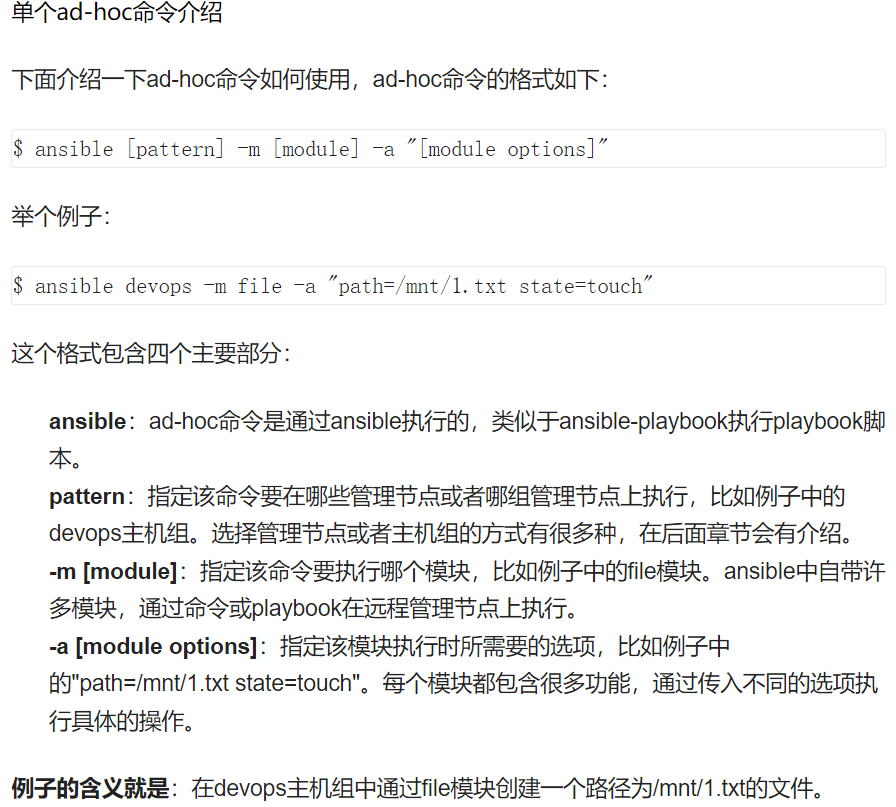 单个ad-hoc命令介绍
下面介绍一下ad-hoc命令如何使用，ad-hoc命令的格式如下：
$ ansible [pattern] -m [module] -a "[module options]"
举个例子：
$ ansible devops -m file -a "path=/mnt/1.txt state=touch"
这个格式包含四个主要部分：
ansible：ad-hoc命令是通过ansible执行的，类似于ansible-playbook执行playbook脚
本。
pattern：指定该命令要在哪些管理节点或者哪组管理节点上执行，比如例子中的
devops主机组。选择管理节点或者主机组的方式有很多种，在后面章节会有介绍。
-m [module]：指定该命令要执行哪个模块，比如例子中的file模块。ansible中自带许
多模块，通过命令或playbook在远程管理节点上执行。
-a [module options]：指定该模块执行时所需要的选项，比如例子中
的"path=/mnt/1.txt state=touch"。每个模块都包含很多功能，通过传入不同的选项执
行具体的操作。
例子的含义就是：在devops主机组中通过file模块创建一个路径为/mnt/1.txt的文件。